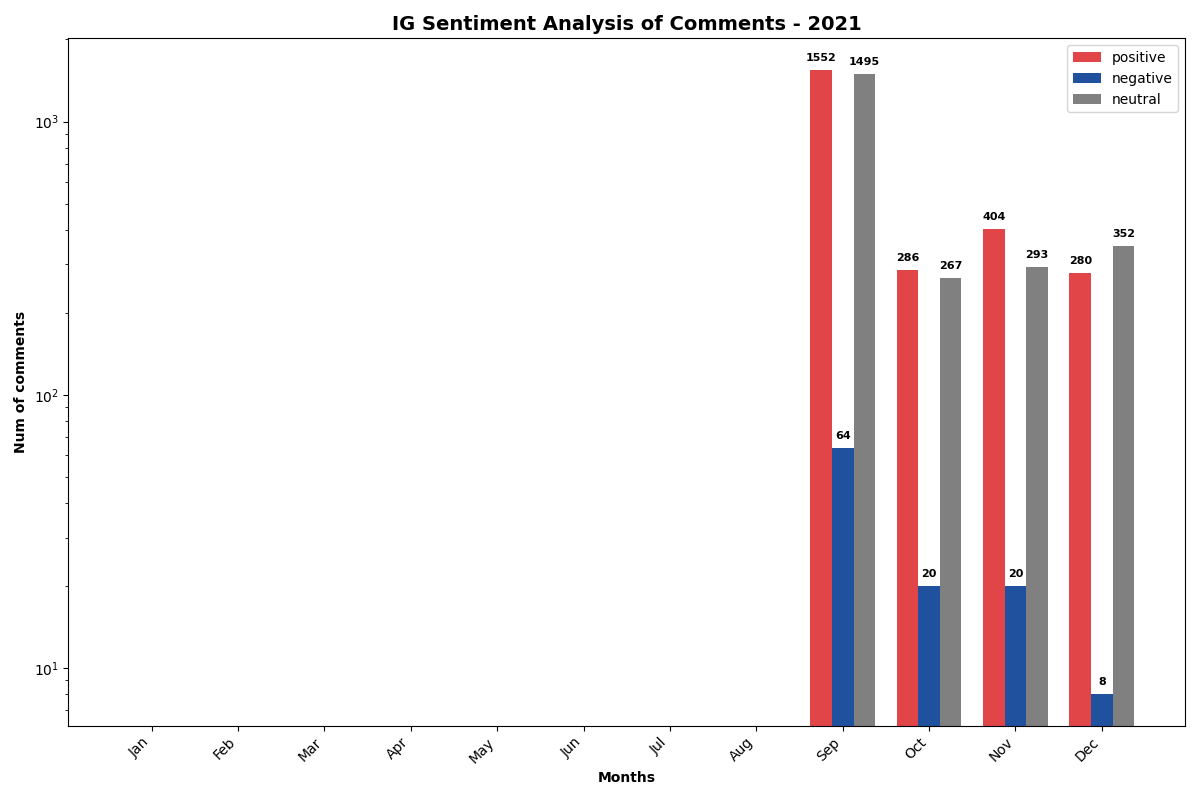 IG Sentiment Analysis of Comments - 2021
positive
negative
neutral
Num of comments
10³
10²
10¹
1552
64
1495
286
20
267
404
20
293
280
8
352
Jan
Feb
Mar
Apr
May
Jun
Jul
Aug
Sep
Oct
Nov
Dec
Months